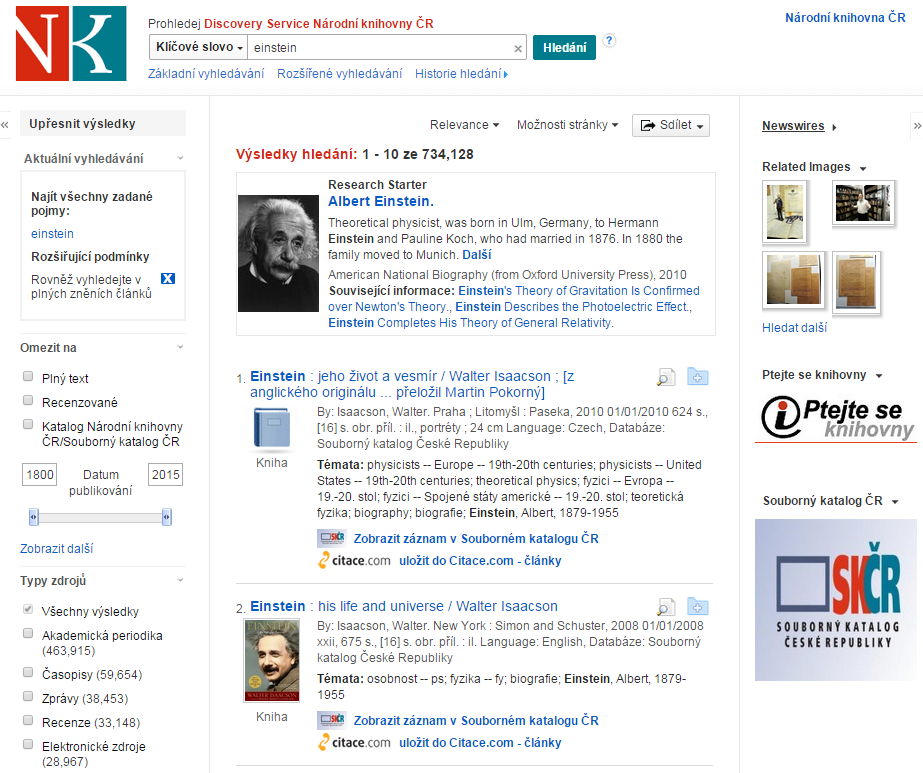 NK
Prohledej Discovery Service Národní knihovny ČR
Národní knihovna ČR
Klíčové slovo
einstein
×
Hledání
?
Základní vyhledávání Rozšířené vyhledávání Historie hledání
«
Upřesnit výsledky
Aktuální vyhledávání
Najít všechny zadané
pojmy:
einstein
Rozšiřující podmínky
Rovněž vyhledejte v
plných zněních článků
X
Omezit na
Plný text
Recenzované
Katalog Národní knihovny
ČR/Souborný katalog ČR
1800
Datum
publikování
2015
Zobrazit další
Typy zdrojů
Všechny výsledky
Akademická periodika
(463,915)
Časopisy (59,654)
Zprávy (38,453)
Recenze (33,148)
Elektronické zdroje
(28,967)
Relevance Možnosti stránky Sdílet
Výsledky hledání: 1 - 10 ze 734,128
Research Starter
Albert Einstein.
Theoretical physicist, was born in Ulm, Germany, to Hermann
Einstein and Pauline Koch, who had married in 1876. In 1880 the
family moved to Munich. Další
American National Biography (from Oxford University Press), 2010
Související informace: Einstein's Theory of Gravitation Is Confirmed
over Newton's Theory., Einstein Describes the Photoelectric Effect.,
Einstein Completes His Theory of General Relativity.
1. Einstein : jeho život a vesmír / Walter Isaacson ; [z
anglického originálu ... přeložil Martin Pokorný]
Kniha
By: Isaacson, Walter. Praha ; Litomyšl : Paseka, 2010 01/01/2010 624 s.,
[16] s. obr. příl. : il., portréty ; 24 cm Language: Czech, Databáze:
Souborný katalog České Republiky
Témata: physicists -- Europe -- 19th-20th centuries; physicists -- United
States -- 19th-20th centuries; theoretical physics; fyzici -- Evropa --
19.-20. stol; fyzici -- Spojené státy americké -- 19.-20. stol; teoretická
fyzika; biography; biografie; Einstein, Albert, 1879-1955
SKČR Zobrazit záznam v Souborném katalogu ČR
citace.com uložit do Citace.com - články
2. Einstein : his life and universe / Walter Isaacson
EINSTEIN
WALTER ISAACSON
Kniha
By: Isaacson, Walter. New York : Simon and Schuster, 2008 01/01/2008
xxii, 675 s., [16] s. obr. příl. : il. Language: English, Databáze: Souborný
katalog České Republiky
Témata: osobnost -- ps; fyzika -- fy; biografie; Einstein, Albert, 1879-
1955
SKČR Zobrazit záznam v Souborném katalogu ČR
citace.com uložit do Citace.com - články
»
Newswires
Related Images
Hledat další
Ptejte se knihovny
i Ptejte se
knihovny
Souborný katalog ČR
SKČR
SOUBORNÝ KATALOG
ČESKÉ REPUBLIKY